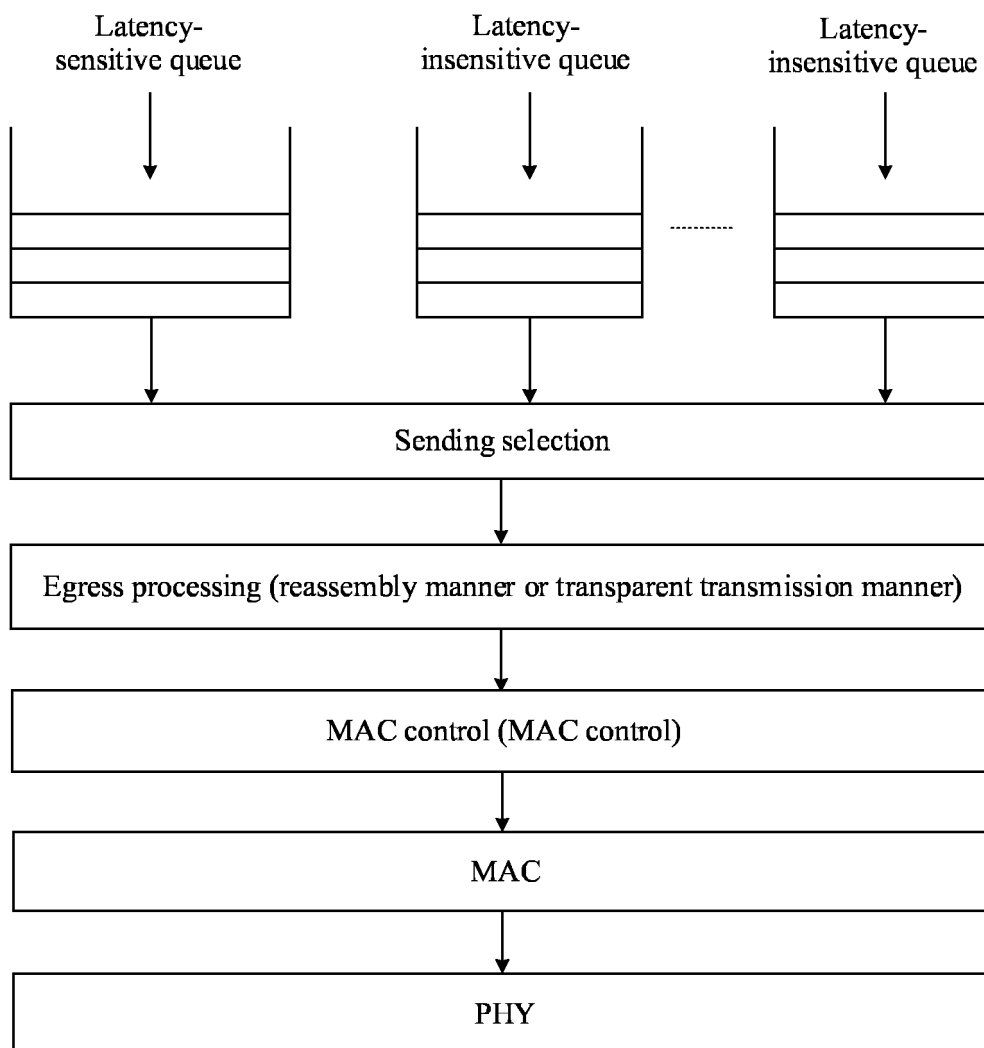 Latency-
sensitive queue
Latency-
insensitive queue
Latency-
insensitive queue
Sending selection
Egress processing (reassembly manner or transparent transmission manner)
MAC control (MAC control)
MAC
PHY